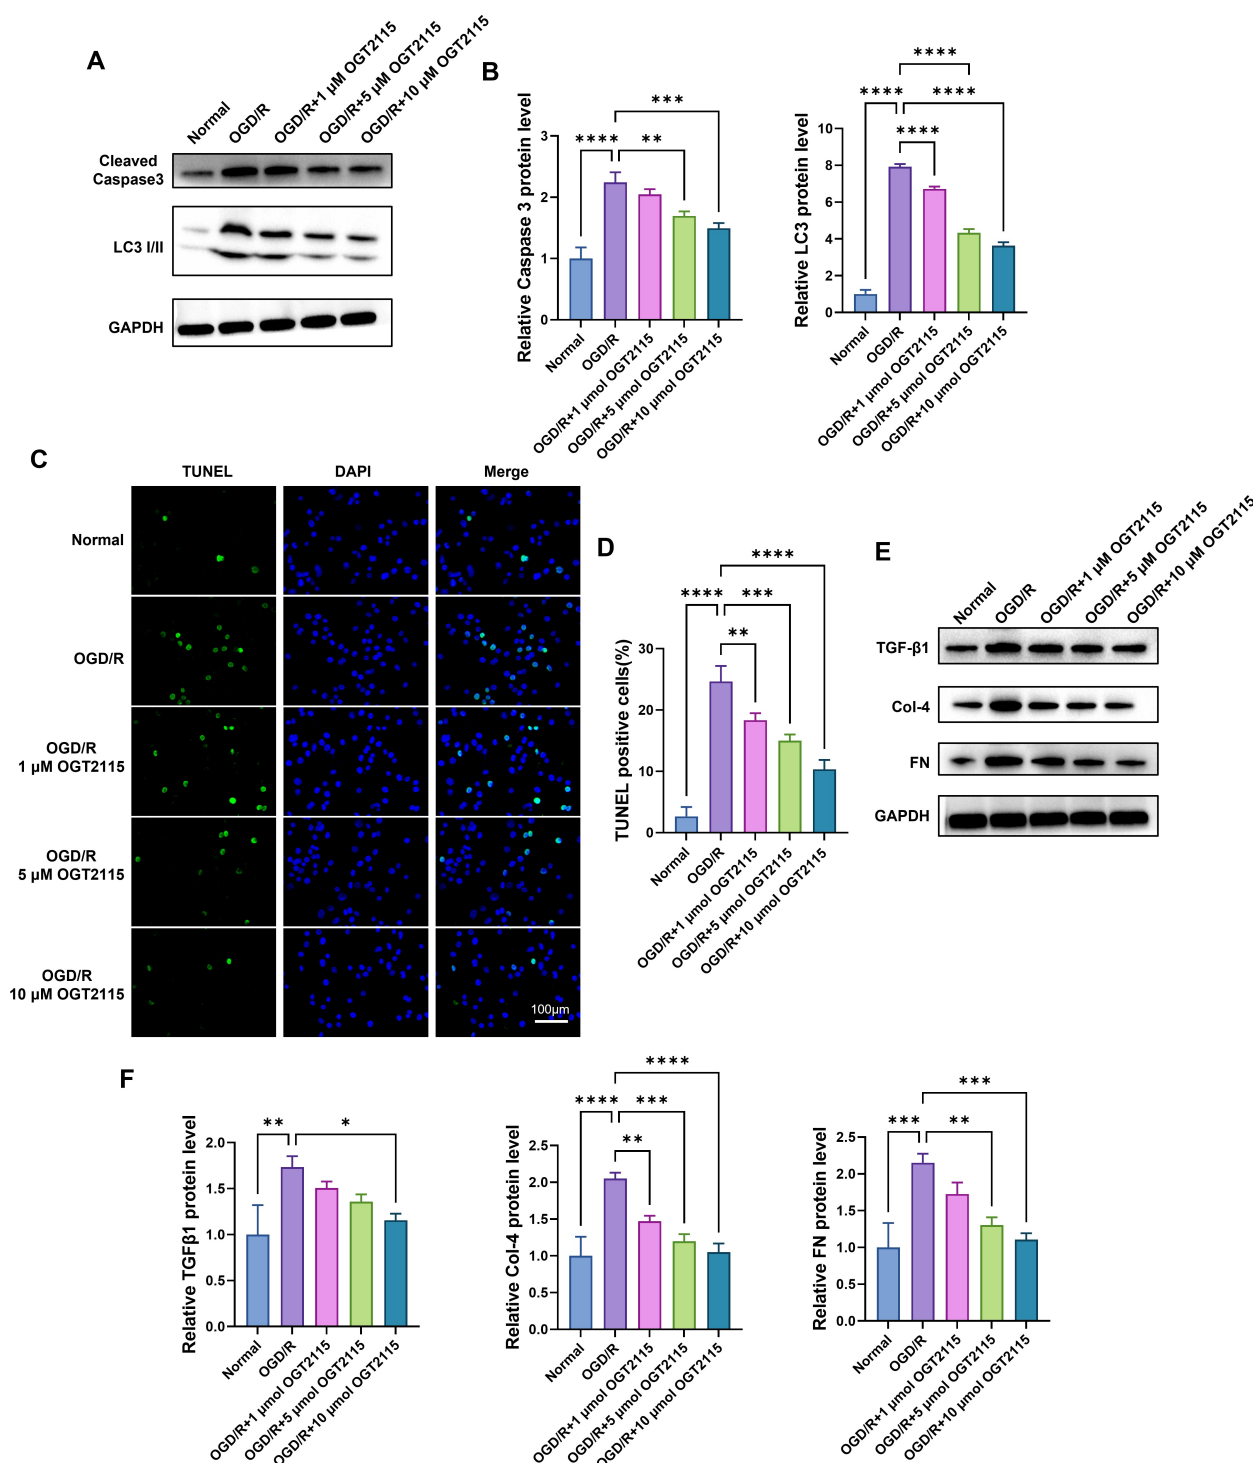 A
Normal
OGD/R
OGD/R+1 μM OGT2115
OGD/R+5 μM OGT2115
OGD/R+10 μM OGT2115
Cleaved
Caspase3
LC3 I/II
GAPDH
B
Relative Caspase 3 protein level
3
2
1
0
****
**
***
Normal
OGD/R
OGD/R+1 μmol OGT2115
OGD/R+5 μmol OGT2115
OGD/R+10 μmol OGT2115
Relative LC3 protein level
10
8
6
4
2
0
****
****
****
****
Normal
OGD/R
OGD/R+1 μmol OGT2115
OGD/R+5 μmol OGT2115
OGD/R+10 μmol OGT2115
C
TUNEL
DAPI
Merge
Normal
OGD/R
OGD/R
1 μM OGT2115
OGD/R
5 μM OGT2115
OGD/R
10 μM OGT2115
100μm
D
TUNEL positive cells(%)
30
20
10
0
****
****
***
**
Normal
OGD/R
OGD/R+1 μmol OGT2115
OGD/R+5 μmol OGT2115
OGD/R+10 μmol OGT2115
E
Normal
OGD/R
OGD/R+1 μM OGT2115
OGD/R+5 μM OGT2115
OGD/R+10 μM OGT2115
TGF-β1
Col-4
FN
GAPDH
F
Relative TGFβ1 protein level
2.0
1.5
1.0
0.5
0.0
**
*
Normal
OGD/R
OGD/R+1 μmol OGT2115
OGD/R+5 μmol OGT2115
OGD/R+10 μmol OGT2115
Relative Col-4 protein level
2.5
2.0
1.5
1.0
0.5
0.0
****
****
***
**
Normal
OGD/R
OGD/R+1 μmol OGT2115
OGD/R+5 μmol OGT2115
OGD/R+10 μmol OGT2115
Relative FN protein level
2.5
2.0
1.5
1.0
0.5
0.0
***
***
**
Normal
OGD/R
OGD/R+1 μmol OGT2115
OGD/R+5 μmol OGT2115
OGD/R+10 μmol OGT2115